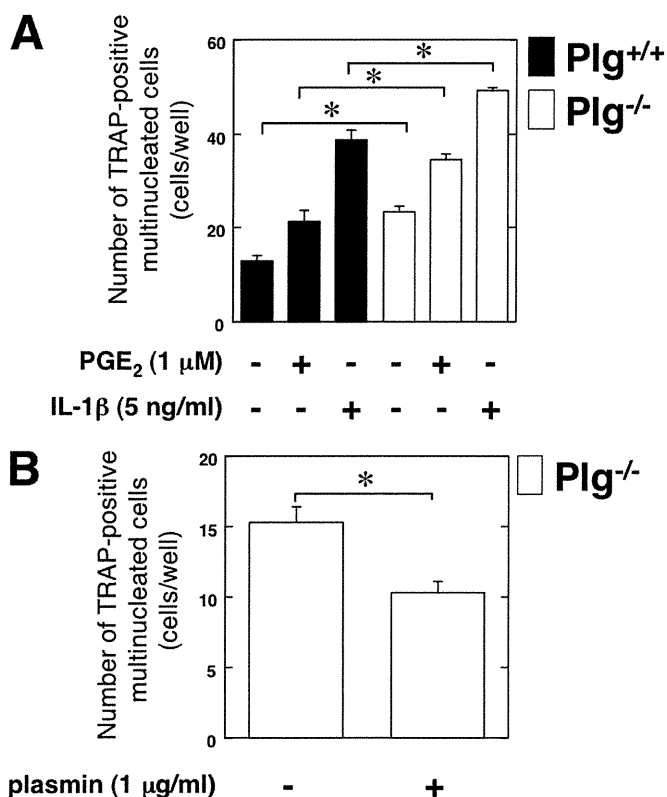 A
Number of TRAP-positive
multinucleated cells
(cells/well)
60
40
20
0
*
*
*
Plg+/+
Plg-/-
PGE2 (1 μM) - + - - + -
IL-1β (5 ng/ml) - - + - - +
B
Number of TRAP-positive
multinucleated cells
(cells/well)
20
15
10
5
0
*
Plg-/-
plasmin (1 μg/ml) - +